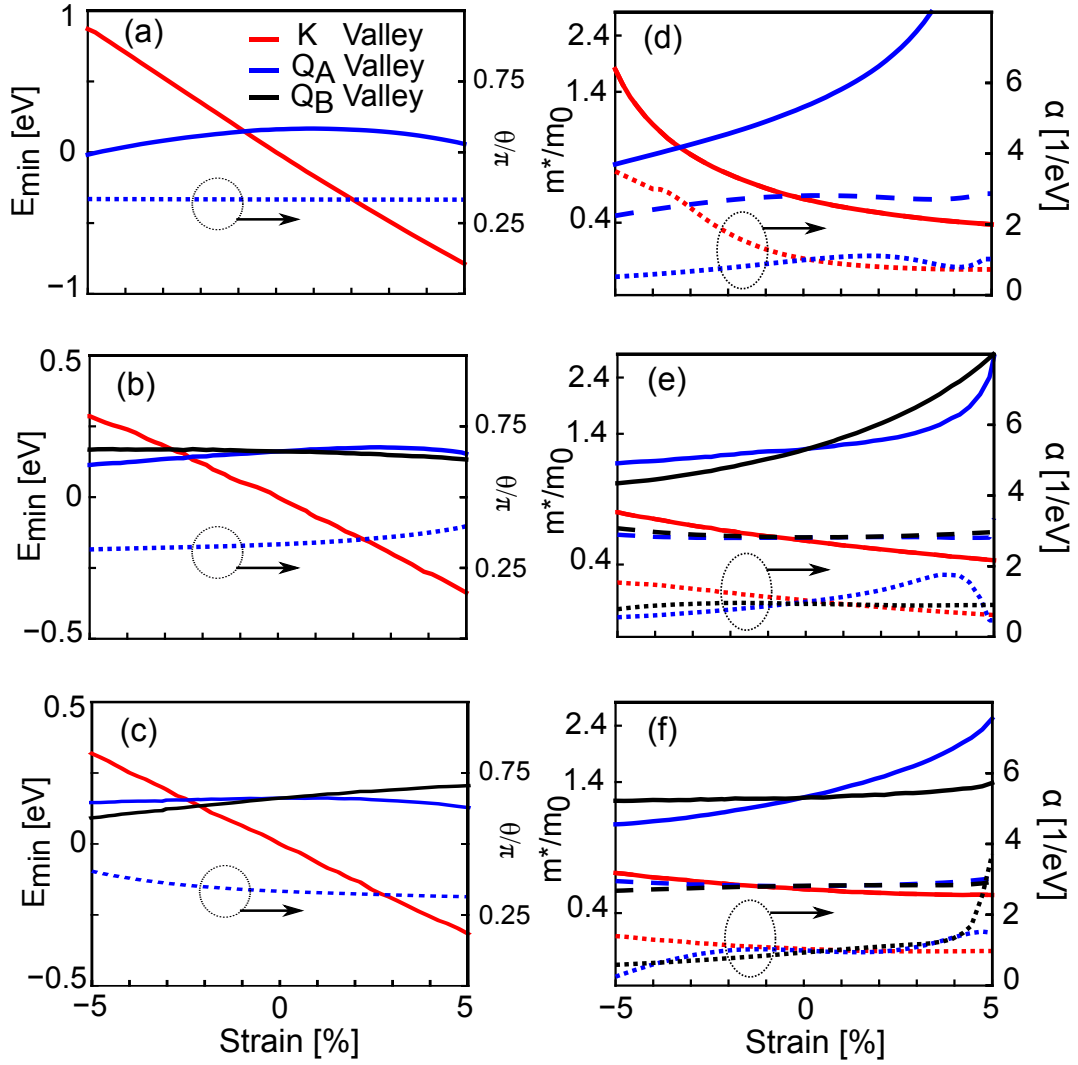 (a)
K Valley
Q_A Valley
Q_B Valley
1
0
−1
E_min [eV]
0.75
0.25
θ/π
(d)
2.4
1.4
0.4
m*/m_0
6
4
2
0
α [1/eV]
(b)
0.5
0
−0.5
E_min [eV]
0.75
0.25
θ/π
(e)
2.4
1.4
0.4
m*/m_0
6
4
2
0
α [1/eV]
(c)
0.5
0
−0.5
E_min [eV]
0.75
0.25
θ/π
−5 0 5
Strain [%]
(f)
2.4
1.4
0.4
m*/m_0
6
4
2
0
α [1/eV]
−5 0 5
Strain [%]